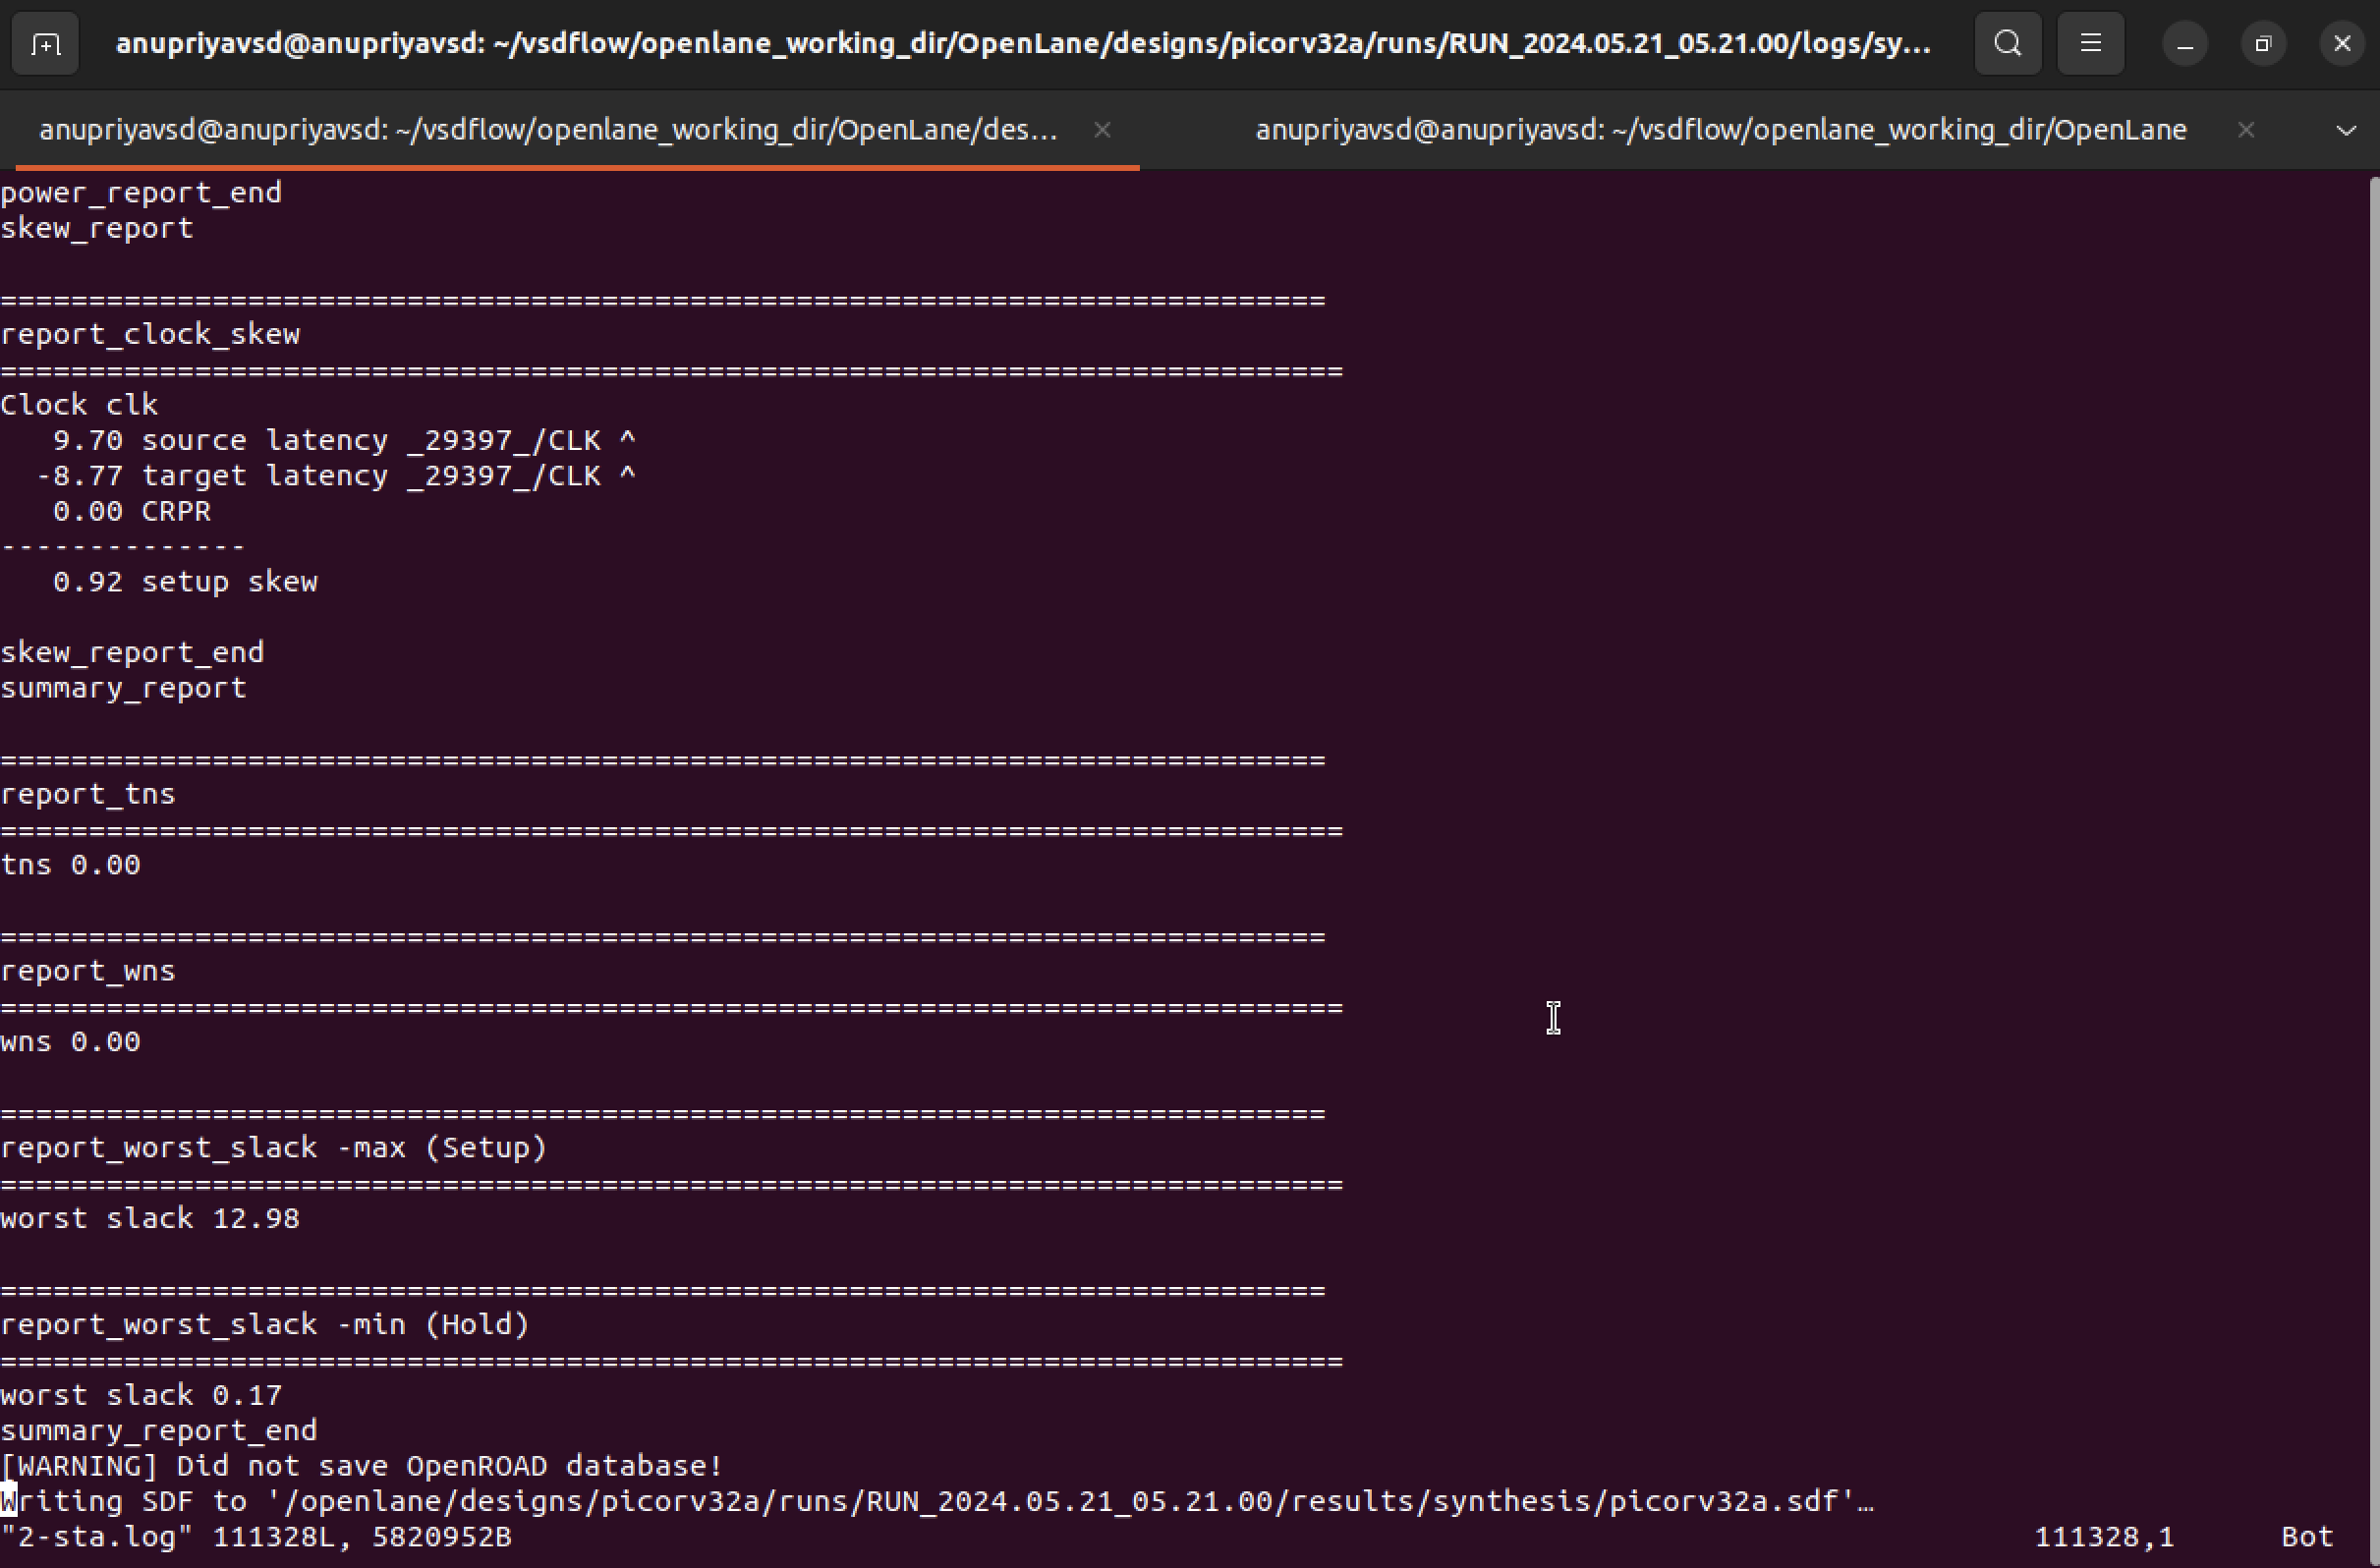 anupriyavsd@anupriyavsd: ~/vsdflow/openlane_working_dir/OpenLane/designs/picorv32a/runs/RUN_2024.05.21_05.21.00/logs/sy…
anupriyavsd@anupriyavsd: ~/vsdflow/openlane_working_dir/OpenLane/des… anupriyavsd@anupriyavsd: ~/vsdflow/openlane_working_dir/OpenLane
power_report_end
skew_report
===========================================================================
report_clock_skew
============================================================================
Clock clk
   9.70 source latency _29397_/CLK ^
  -8.77 target latency _29397_/CLK ^
   0.00 CRPR
--------------
   0.92 setup skew
skew_report_end
summary_report
===========================================================================
report_tns
============================================================================
tns 0.00
===========================================================================
report_wns
============================================================================
wns 0.00
===========================================================================
report_worst_slack -max (Setup)
============================================================================
worst slack 12.98
===========================================================================
report_worst_slack -min (Hold)
============================================================================
worst slack 0.17
summary_report_end
[WARNING] Did not save OpenROAD database!
Writing SDF to '/openlane/designs/picorv32a/runs/RUN_2024.05.21_05.21.00/results/synthesis/picorv32a.sdf'…
"2-sta.log" 111328L, 5820952B 111328,1 Bot